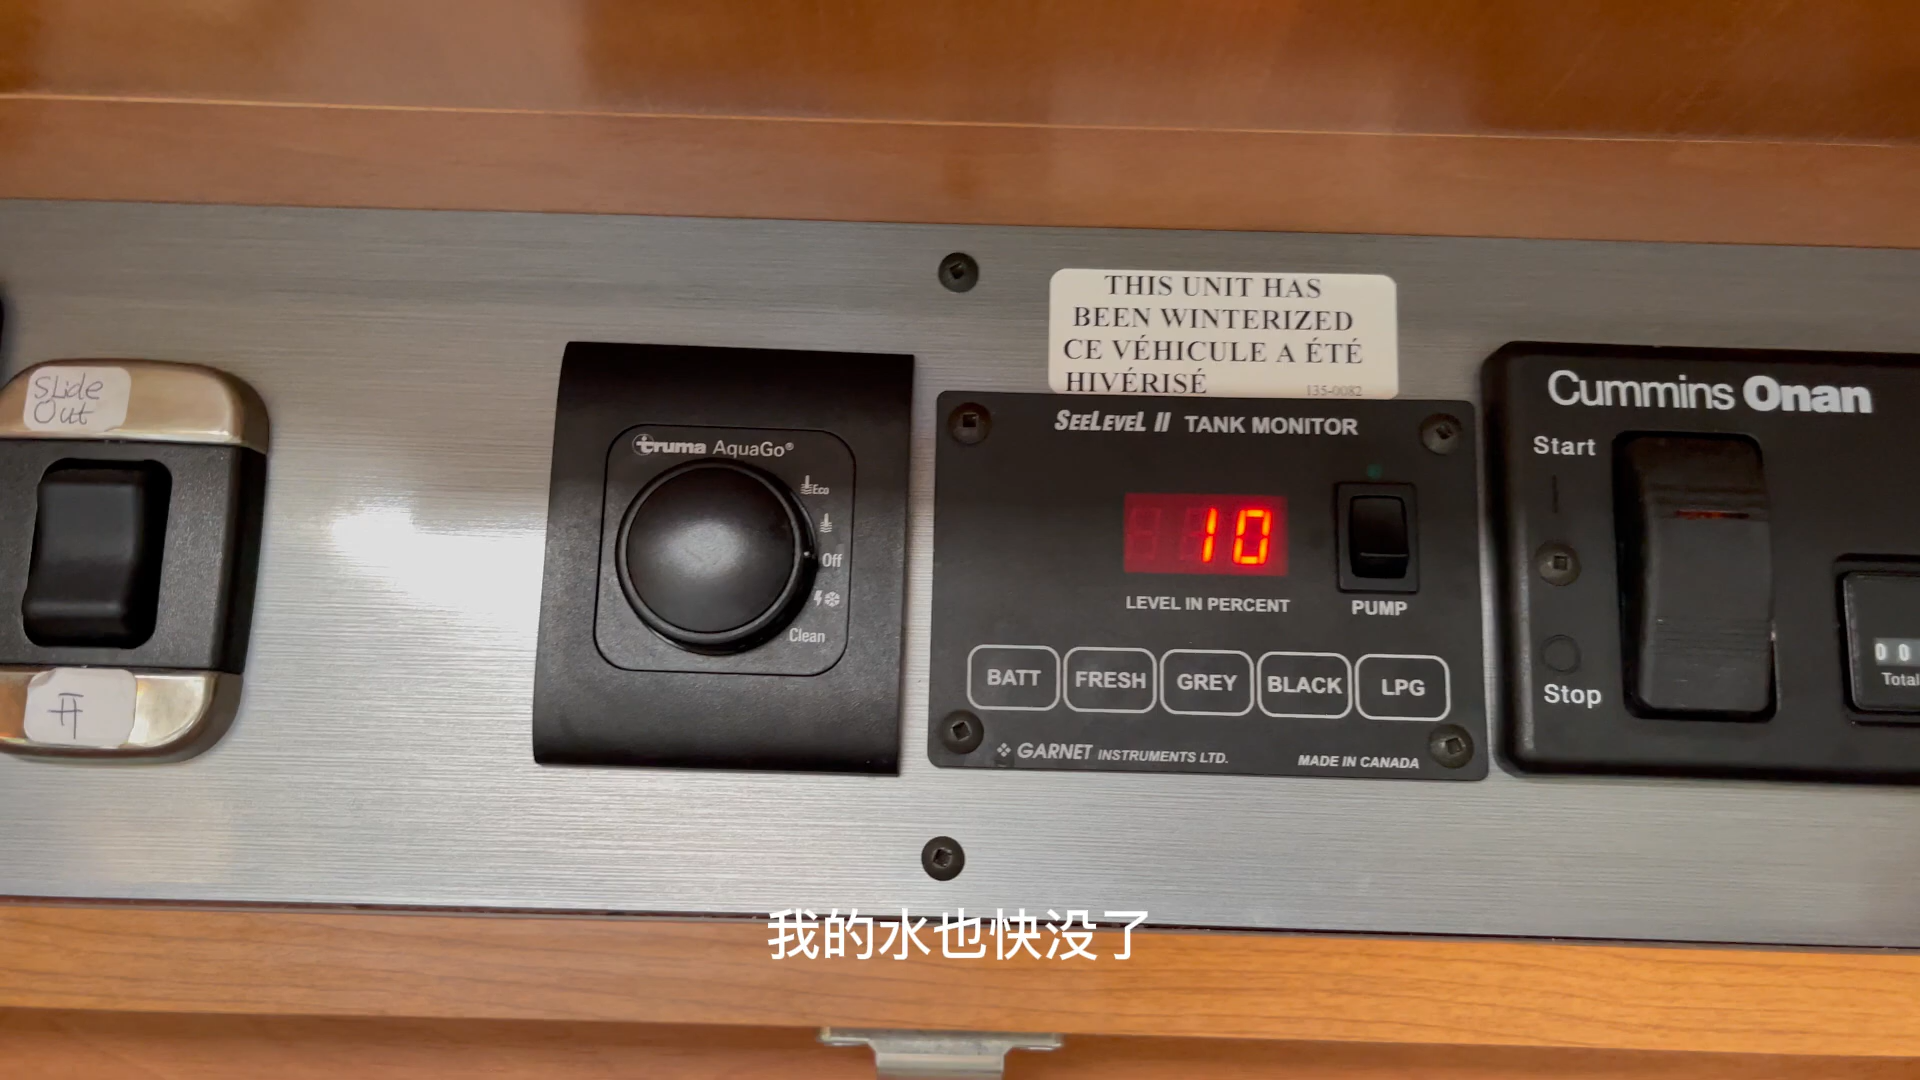 Slide
Out
开
truma AquaGo®
Eco
Off
Clean
THIS UNIT HAS
BEEN WINTERIZED
CE VÉHICULE A ÉTÉ
HIVÉRISÉ
135-0082
SEELEVEL II TANK MONITOR
10
LEVEL IN PERCENT
PUMP
BATT FRESH GREY BLACK LPG
GARNET INSTRUMENTS LTD. MADE IN CANADA
Cummins Onan
Start
Stop
00
Total
我的水也快没了